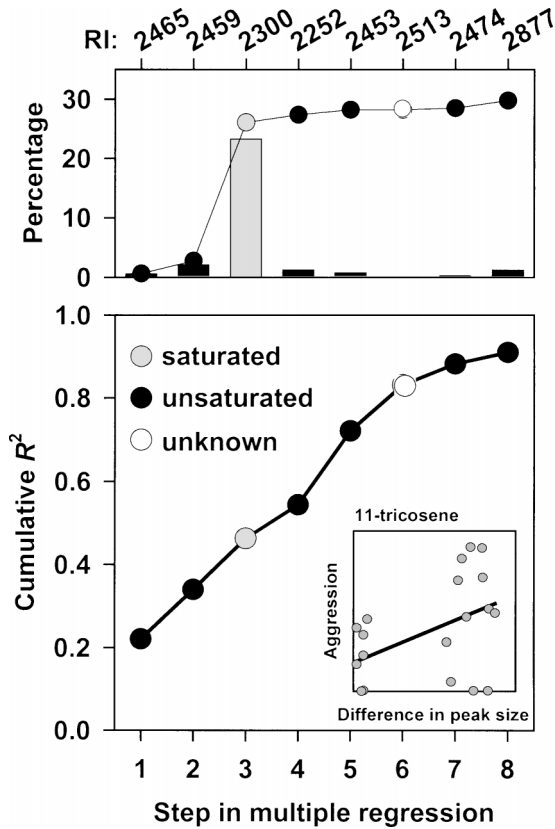 RI: 2465 2459 2300 2252 2453 2513 2474 2877
30
20
10
0
Percentage
1.0
0.8
0.6
0.4
0.2
0.0
Cumulative R²
saturated
unsaturated
unknown
11-tricosene
Aggression
Difference in peak size
1 2 3 4 5 6 7 8
Step in multiple regression